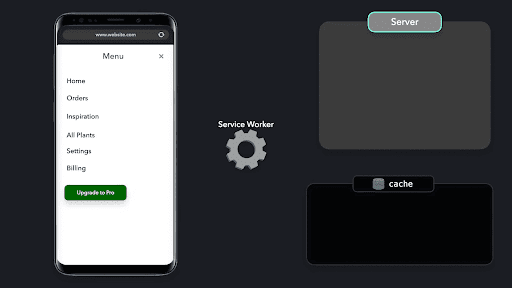 www.website.com
Menu
×
Home
Orders
Inspiration
All Plants
Settings
Billing
Upgrade to Pro
Service Worker
Server
cache